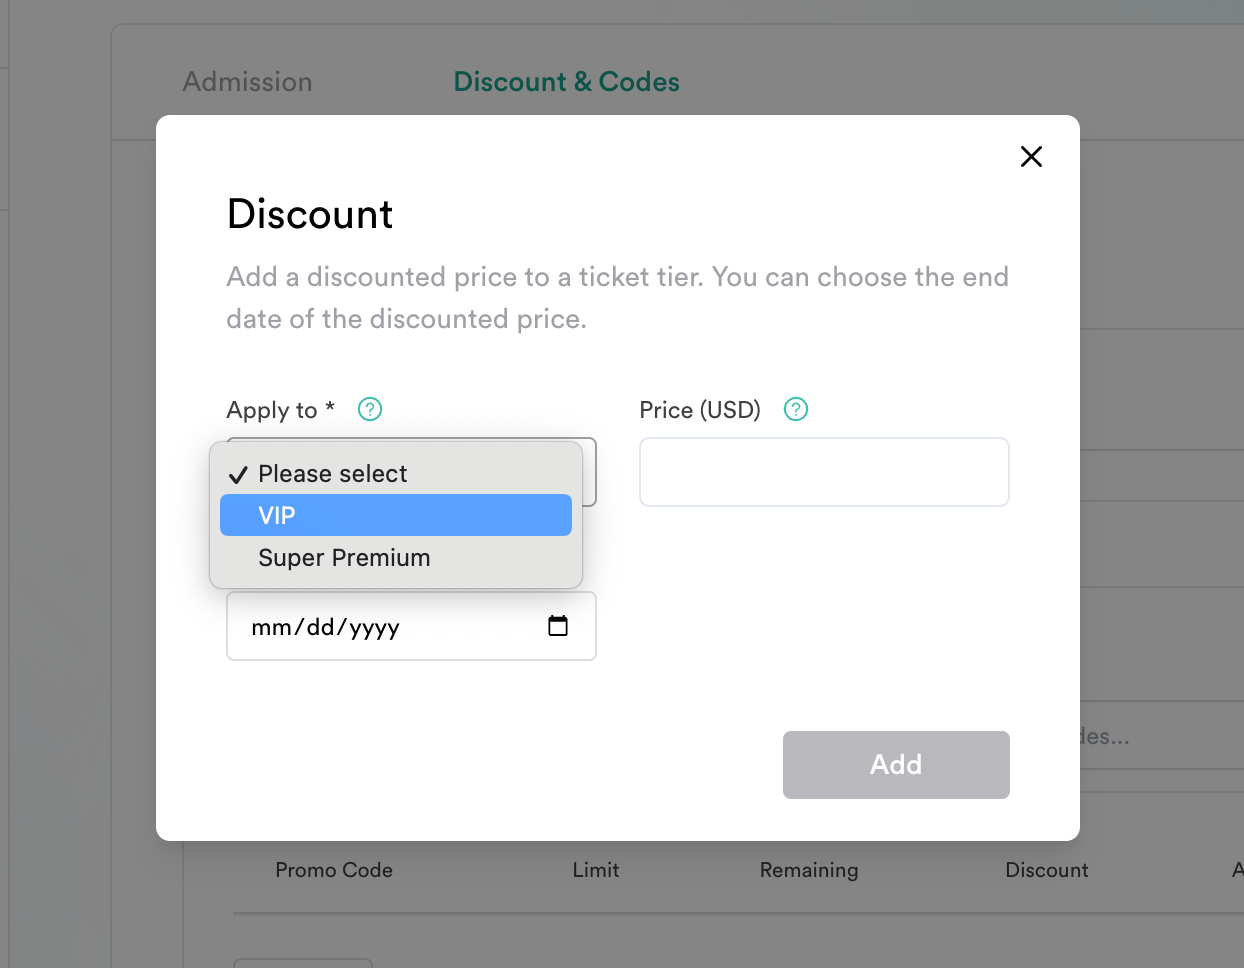 Admission
Discount & Codes
Discount
Add a discounted price to a ticket tier. You can choose the end
date of the discounted price.
Apply to * ?
Price (USD) ?
✓ Please select
VIP
Super Premium
mm/dd/yyyy
Add
des...
Promo Code
Limit
Remaining
Discount
A